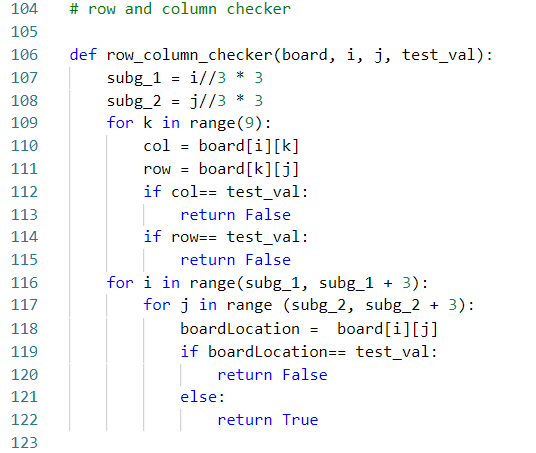 104 # row and column checker
105
106 def row_column_checker(board, i, j, test_val):
107     subg_1 = i//3 * 3
108     subg_2 = j//3 * 3
109     for k in range(9):
110         col = board[i][k]
111         row = board[k][j]
112         if col== test_val:
113             return False
114         if row== test_val:
115             return False
116     for i in range(subg_1, subg_1 + 3):
117         for j in range (subg_2, subg_2 + 3):
118             boardLocation =  board[i][j]
119             if boardLocation== test_val:
120                 return False
121             else:
122                 return True
123